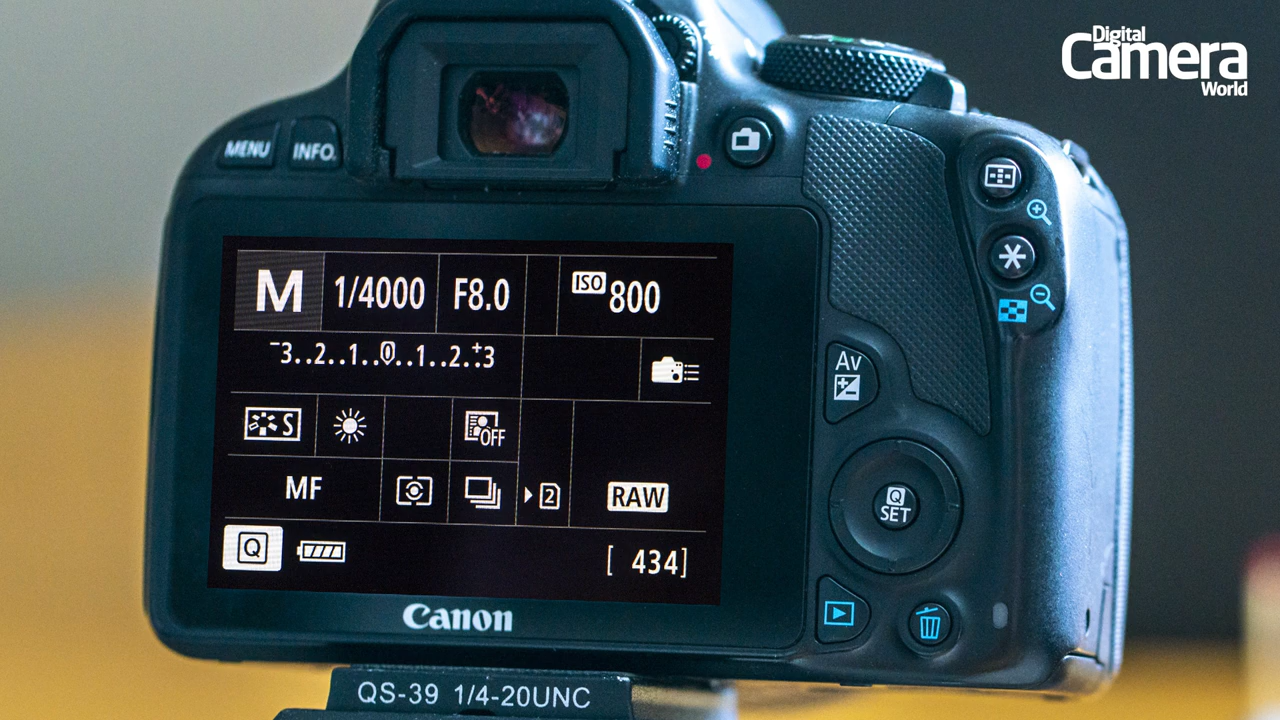 Digital
Camera
World
MENU INFO.
M 1/4000 F8.0 ISO 800
-3..2..1..0..1..2..+3
S OFF
MF 2 RAW
Q [ 434]
Av
Q
SET
Canon
QS-39 1/4-20UNC